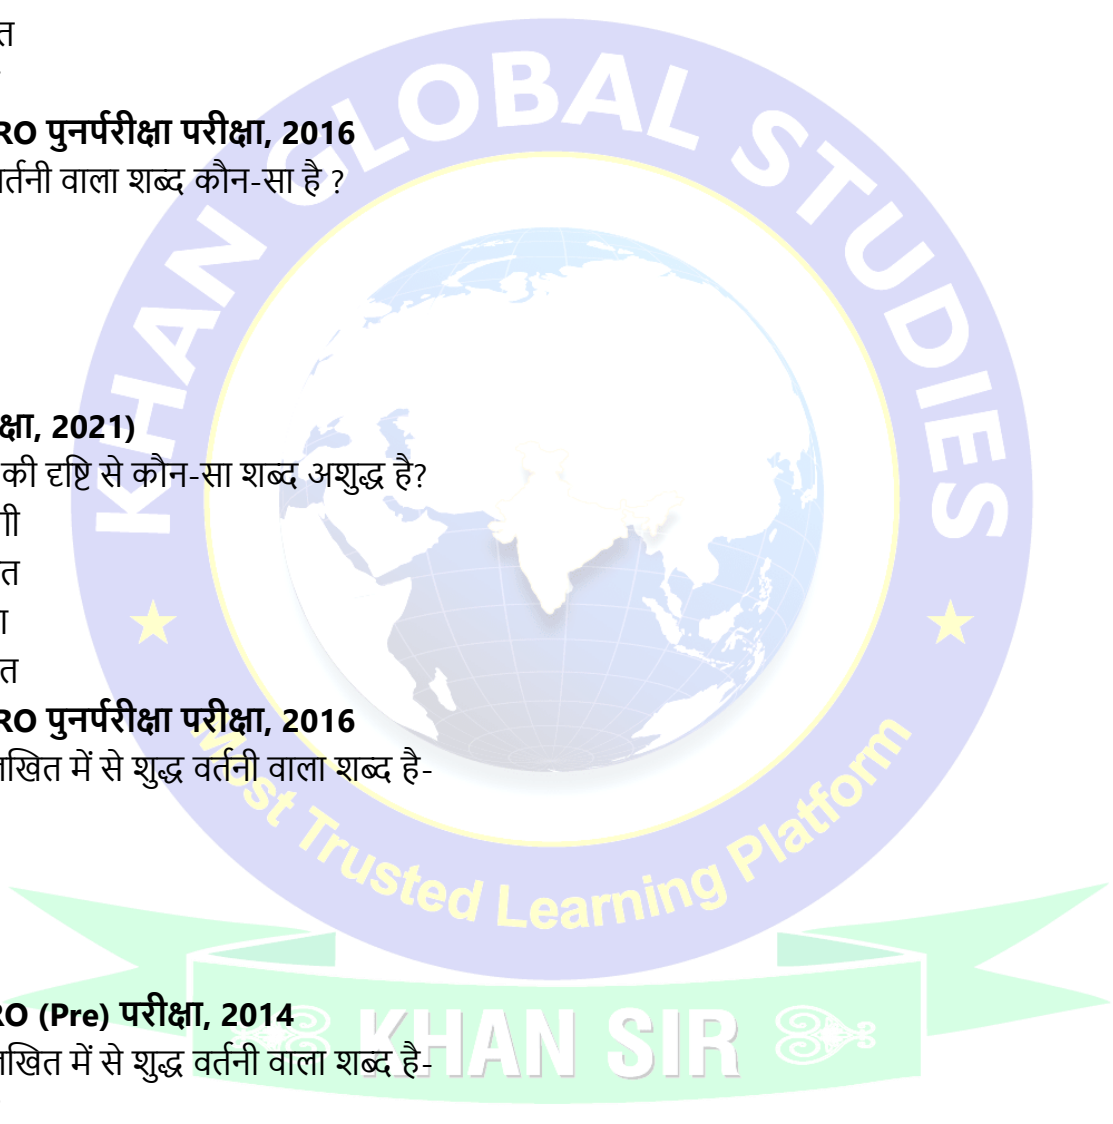 त
RO पुनर्परीक्षा परीक्षा, 2016
वर्तनी वाला शब्द कौन-सा है ?
क्षा, 2021)
की दृष्टि से कौन-सा शब्द अशुद्ध है?
गी
त
ा
त
RO पुनर्परीक्षा परीक्षा, 2016
लिखित में से शुद्ध वर्तनी वाला शब्द है-
RO (Pre) परीक्षा, 2014
लिखित में से शुद्ध वर्तनी वाला शब्द है-
KHAN GLOBAL STUDIES
Most Trusted Learning Platform
KHAN SIR